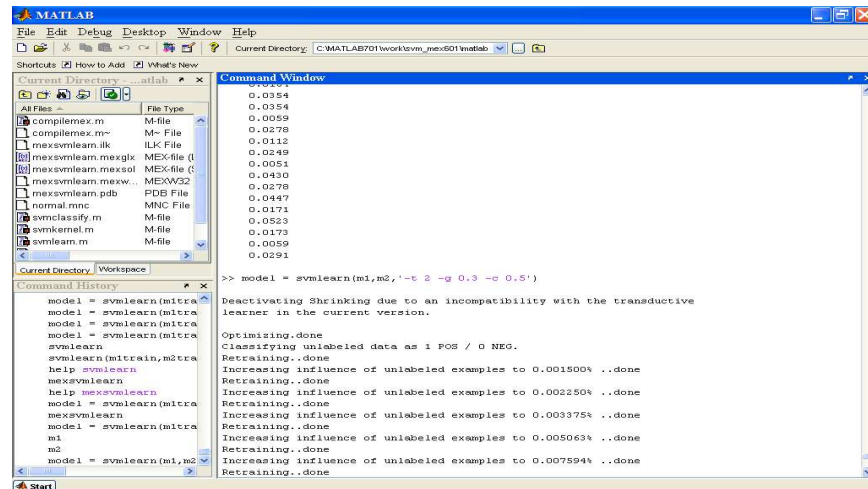 MATLAB
File Edit Debug Desktop Window Help
Current Directory: C:\MATLAB701\work\svm_mex601\matlab
Shortcuts How to Add What's New
Current Directory - ...atlab
All Files File Type
compilemex.m M-file
compilemex.m~ M~ File
mexsvmlearn.ilk ILK File
mexsvmlearn.mexglx MEX-file (l
mexsvmlearn.mexsol MEX-file (S
mexsvmlearn.mexw... MEXW32
mexsvmlearn.pdb PDB File
normal.mnc MNC File
svmclassify.m M-file
svmkernel.m M-file
svmlearn.m M-file
Current Directory Workspace
Command History
model = svmlearn(m1tra
model = svmlearn(m1tra
model = svmlearn(m1tra
model = svmlearn(m1tra
svmlearn
svmlearn(m1train,m2tra
help svmlearn
mexsvmlearn
help mexsvmlearn
model = svmlearn(m1tra
mexsvmlearn
model = svmlearn(m1tra
m1
m2
model = svmlearn(m1,m2
Command Window
0.0354
0.0354
0.0059
0.0278
0.0112
0.0249
0.0051
0.0430
0.0278
0.0447
0.0171
0.0523
0.0173
0.0059
0.0291
>> model = svmlearn(m1,m2,'-t 2 -g 0.3 -c 0.5')
Deactivating Shrinking due to an incompatibility with the transductive
learner in the current version.
Optimizing.done
Classifying unlabeled data as 1 POS / 0 NEG.
Retraining..done
Increasing influence of unlabeled examples to 0.001500% ..done
Retraining..done
Increasing influence of unlabeled examples to 0.002250% ..done
Retraining..done
Increasing influence of unlabeled examples to 0.003375% ..done
Retraining..done
Increasing influence of unlabeled examples to 0.005063% ..done
Retraining..done
Increasing influence of unlabeled examples to 0.007594% ..done
Retraining..done
Start